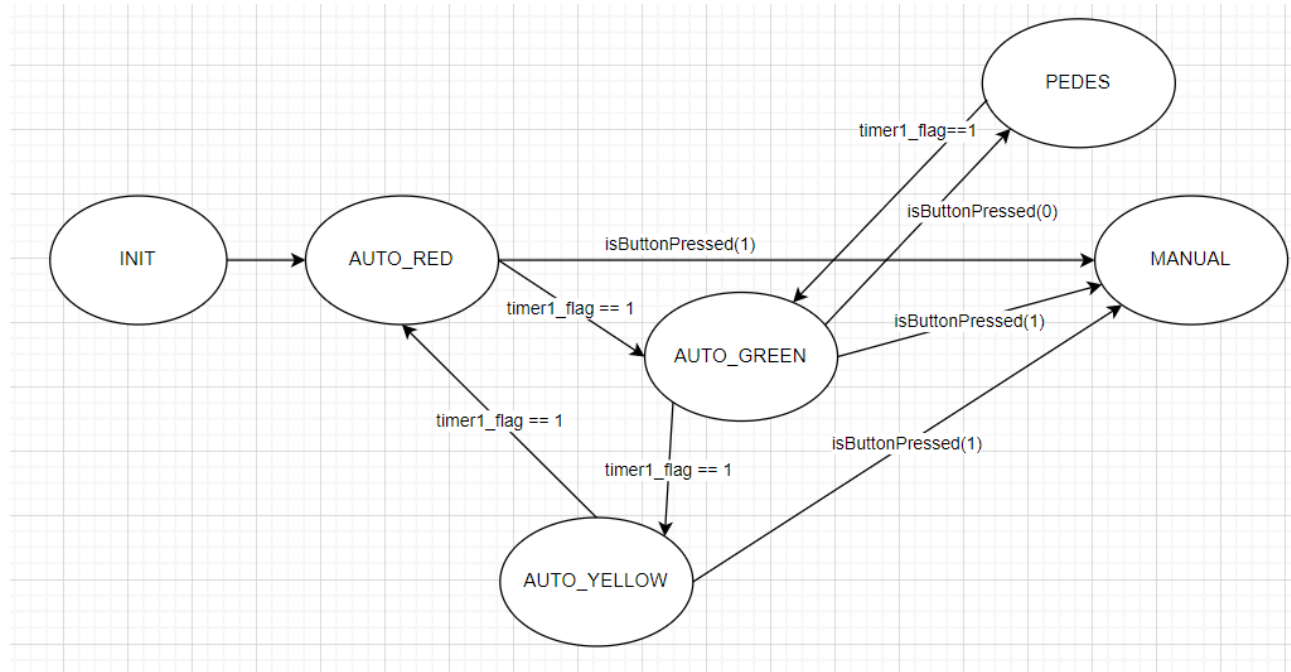 PEDES
timer1_flag==1
isButtonPressed(0)
isButtonPressed(1)
INIT
AUTO_RED
MANUAL
timer1_flag == 1
isButtonPressed(1)
AUTO_GREEN
timer1_flag == 1
isButtonPressed(1)
timer1_flag == 1
AUTO_YELLOW